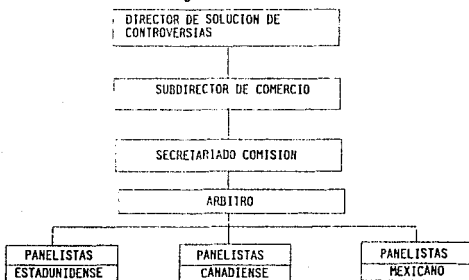 DIRECTOR DE SOLUCION DE
CONTROVERSIAS
SUBDIRECTOR DE COMERCIO
SECRETARIADO COMISION
ARBITRO
PANELISTAS
ESTADUNIDENSE
PANELISTAS
CANADIENSE
PANELISTAS
MEXICANO